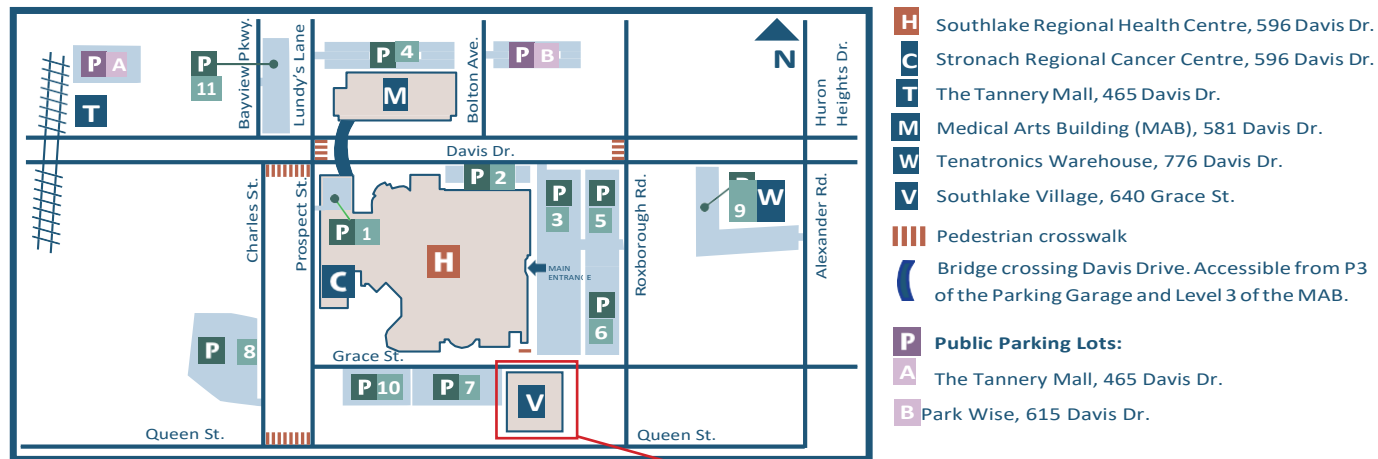 Bayview Pkwy.
Lundy's Lane
Bolton Ave.
N
Huron
Heights Dr.
P A
P
11
P 4
P B
T
M
Davis Dr.
Charles St.
Prospect St.
P 2
P
3
P
5
Roxborough Rd.
9
W
Alexander Rd.
P 1
H
MAIN
ENTRANCE
C
P
6
P 8
Grace St.
P 10
P 7
V
Queen St.
Queen St.
H Southlake Regional Health Centre, 596 Davis Dr.
C Stronach Regional Cancer Centre, 596 Davis Dr.
T The Tannery Mall, 465 Davis Dr.
M Medical Arts Building (MAB), 581 Davis Dr.
W Tenatronics Warehouse, 776 Davis Dr.
V Southlake Village, 640 Grace St.
Pedestrian crosswalk
Bridge crossing Davis Drive. Accessible from P3
of the Parking Garage and Level 3 of the MAB.
P Public Parking Lots:
A The Tannery Mall, 465 Davis Dr.
B Park Wise, 615 Davis Dr.